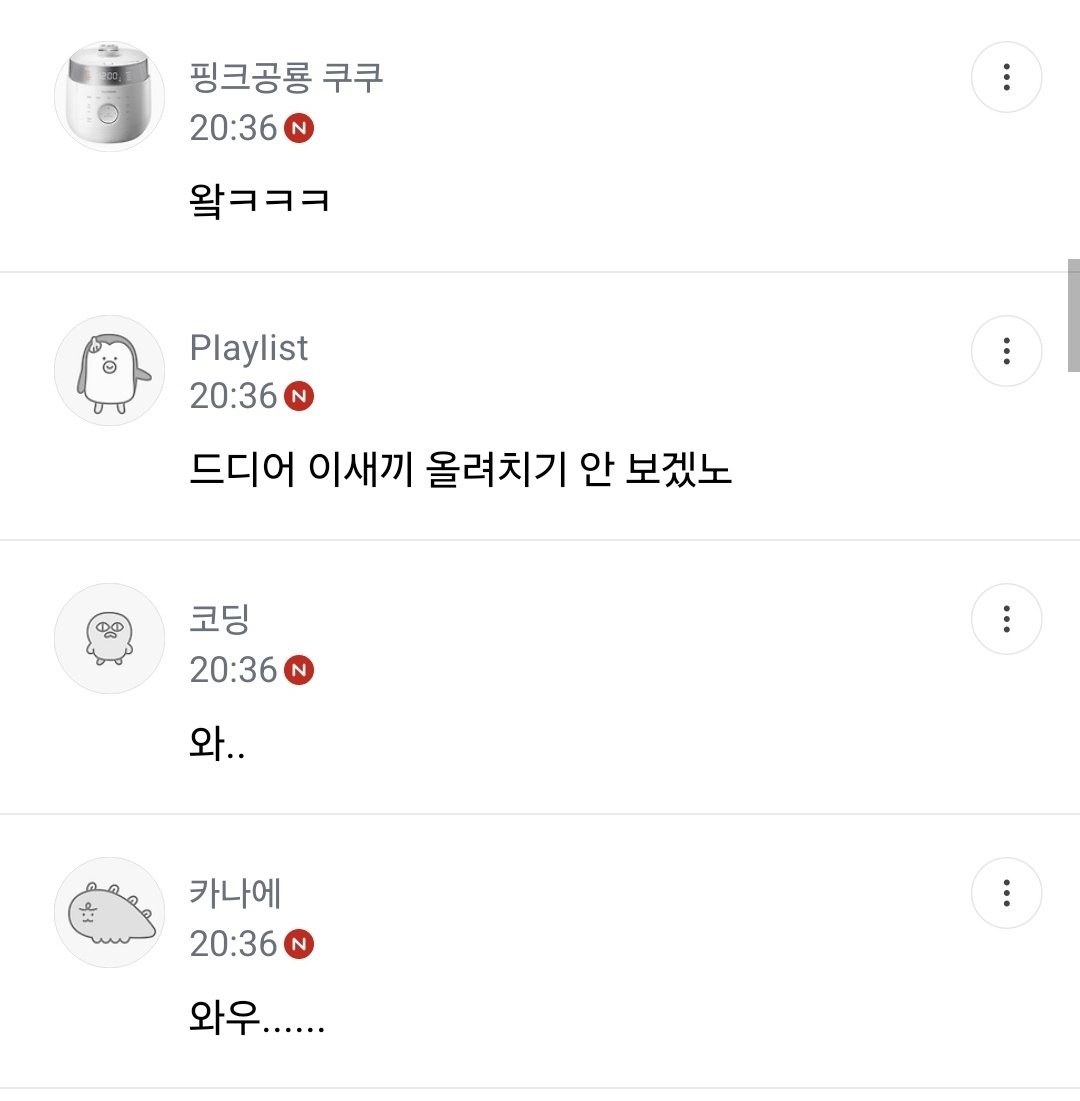 핑크공룡 쿠쿠
20:36 N
왘ㅋㅋㅋ
Playlist
20:36 N
드디어 이새끼 올려치기 안 보겠노
코딩
20:36 N
와..
카나에
20:36 N
와우......